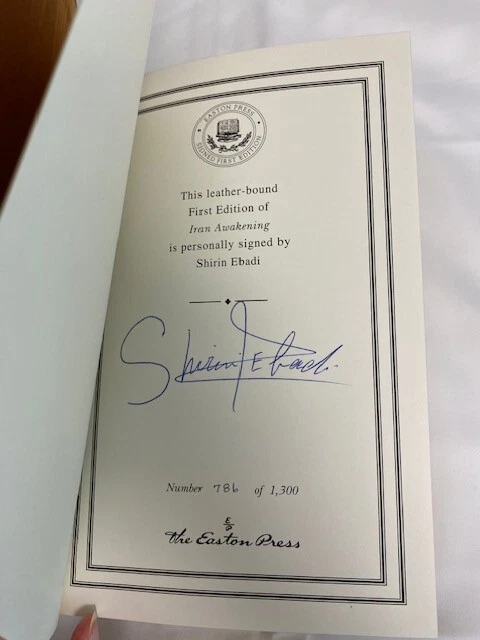 EASTON PRESS
SIGNED FIRST EDITION
This leather-bound
First Edition of
Iran Awakening
is personally signed by
Shirin Ebadi
Shirin Ebadi
Number 786 of 1,300
E/P
The Easton Press